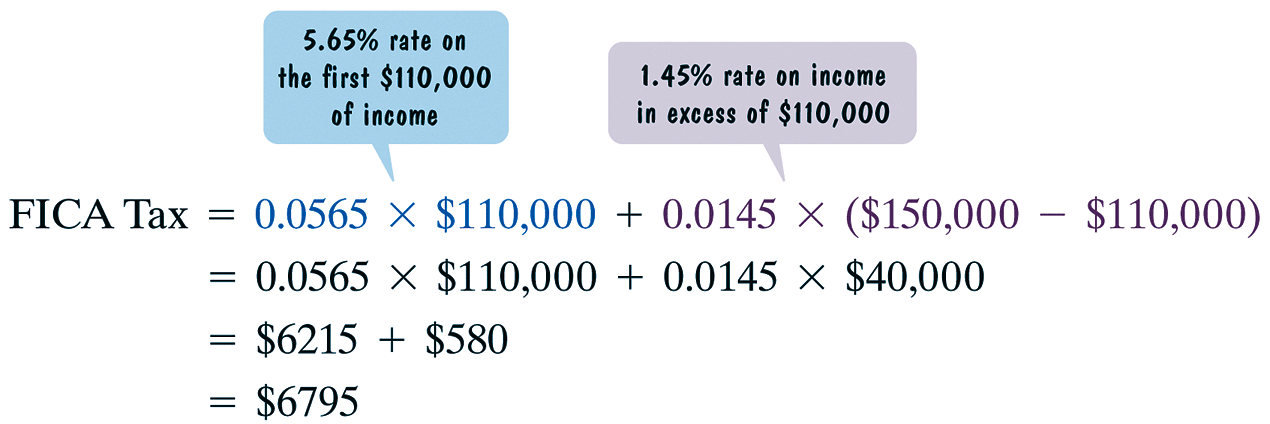 5.65% rate on
the first $110,000
of income
1.45% rate on income
in excess of $110,000
FICA Tax = 0.0565 × $110,000 + 0.0145 × ($150,000 − $110,000)
= 0.0565 × $110,000 + 0.0145 × $40,000
= $6215 + $580
= $6795